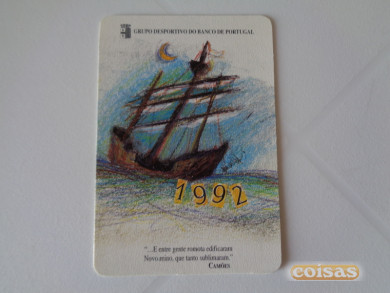 GRUPO DESPORTIVO DO BANCO DE PORTUGAL
1992
"...E entre gente remota edificaram
Novo reino, que tanto sublimaram."
CAMÕES
coisas